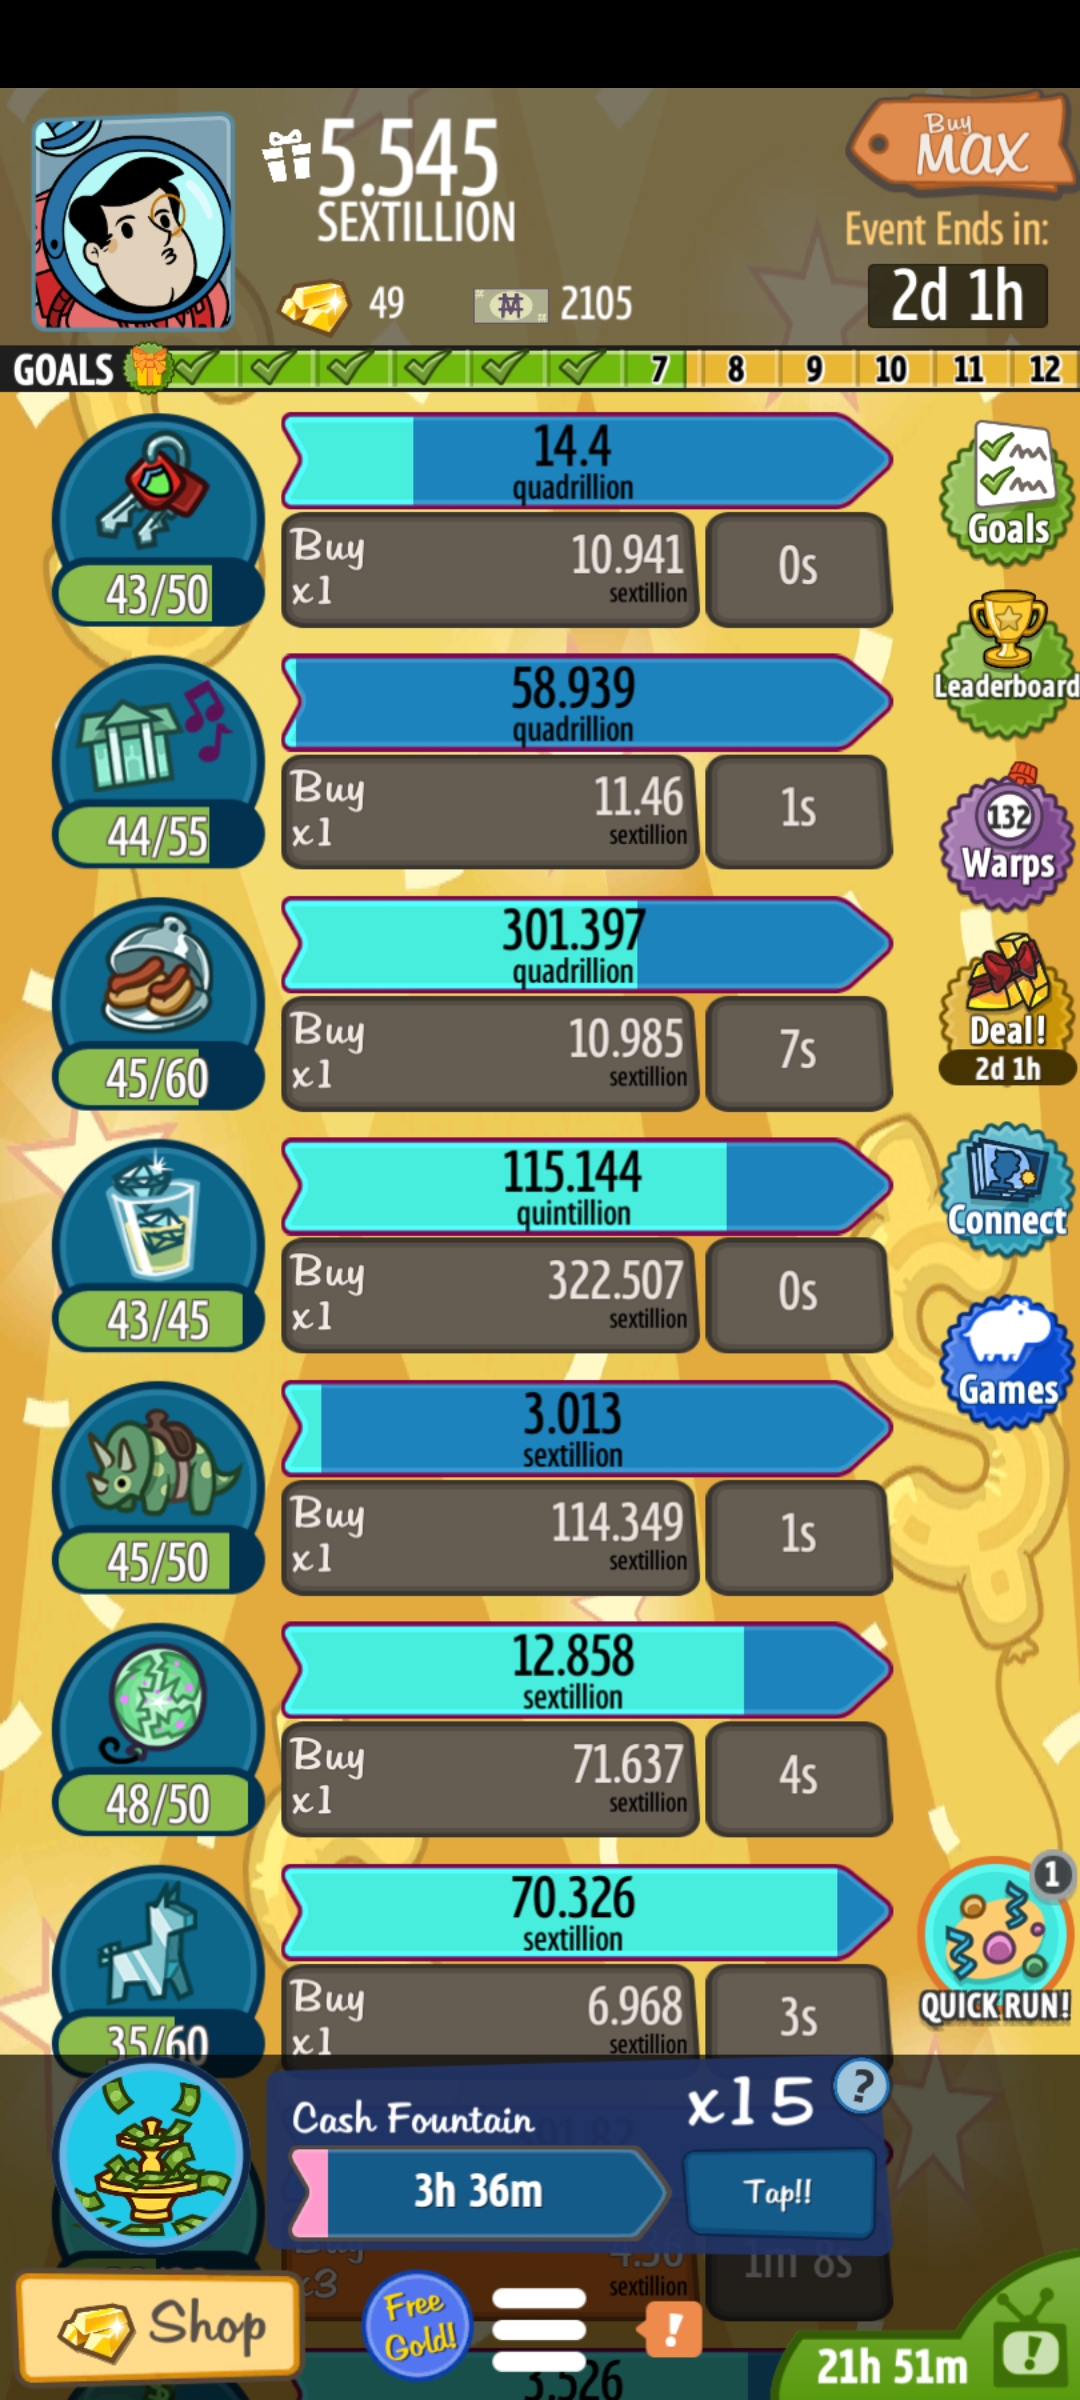 5.545
SEXTILLION
Buy
MAX
Event Ends in:
2d 1h
49
2105
GOALS 7 8 9 10 11 12
14.4
quadrillion
Buy
x1
10.941
sextillion
0s
43/50
Goals
58.939
quadrillion
Buy
x1
11.46
sextillion
1s
44/55
Leaderboard
132
Warps
301.397
quadrillion
Buy
x1
10.985
sextillion
7s
45/60
Deal!
2d 1h
115.144
quintillion
Buy
x1
322.507
sextillion
0s
43/45
Connect
Games
3.013
sextillion
Buy
x1
114.349
sextillion
1s
45/50
12.858
sextillion
Buy
x1
71.637
sextillion
4s
48/50
70.326
sextillion
Buy
x1
6.968
sextillion
3s
35/60
1
QUICK RUN!
Cash Fountain
x15
?
3h 36m
Tap!!
Buy
x3
4.36
sextillion
1m 8s
Shop
Free
Gold!
!
21h 51m
!
3.526